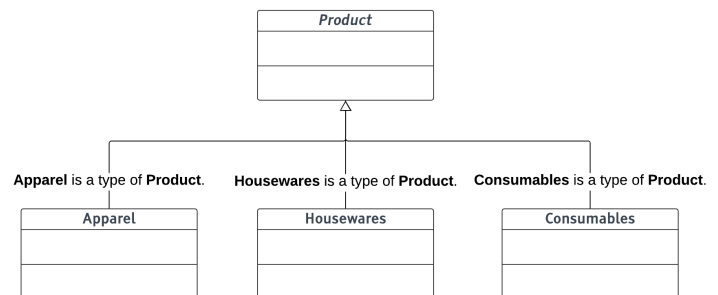 Product
Apparel is a type of Product.
Housewares is a type of Product.
Consumables is a type of Product.
Apparel
Housewares
Consumables